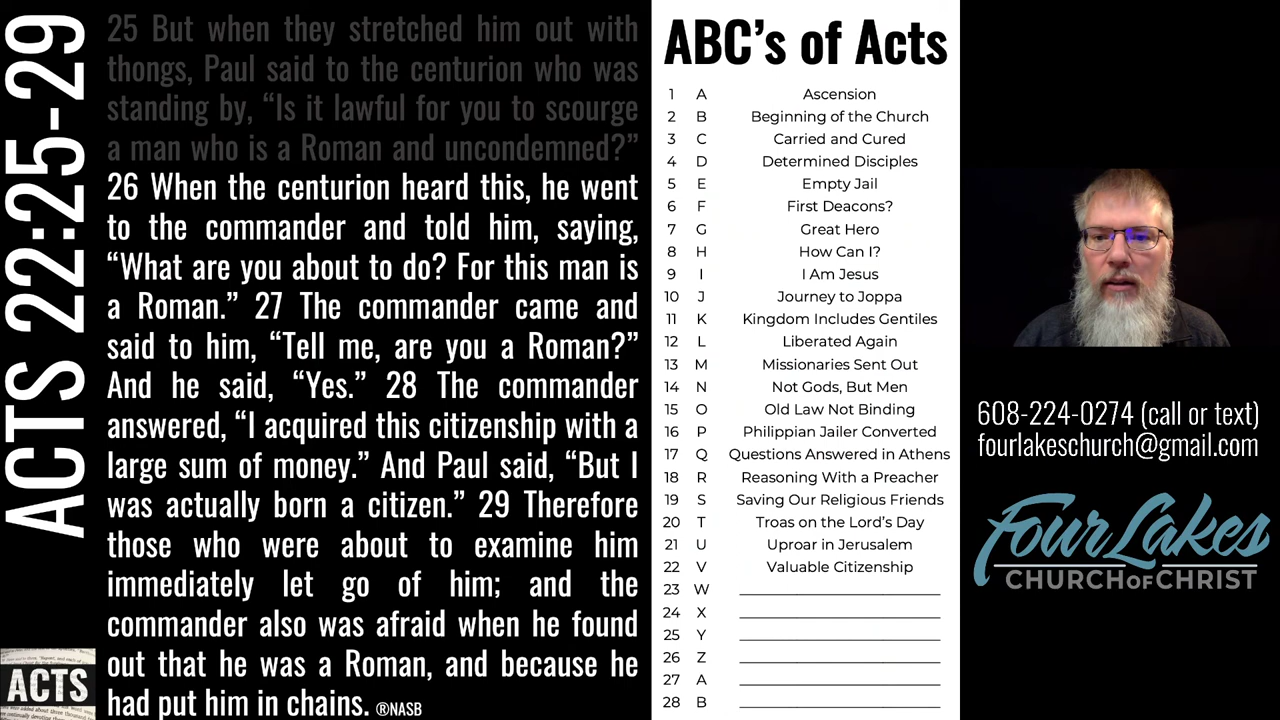 ACTS 22:25-29
25 But when they stretched him out with
thongs, Paul said to the centurion who was
standing by, “Is it lawful for you to scourge
a man who is a Roman and uncondemned?”
26 When the centurion heard this, he went
to the commander and told him, saying,
“What are you about to do? For this man is
a Roman.” 27 The commander came and
said to him, “Tell me, are you a Roman?”
And he said, “Yes.” 28 The commander
answered, “I acquired this citizenship with a
large sum of money.” And Paul said, “But I
was actually born a citizen.” 29 Therefore
those who were about to examine him
immediately let go of him; and the
commander also was afraid when he found
out that he was a Roman, and because he
had put him in chains. ®NASB
ACTS
ABC’s of Acts
1 A Ascension
2 B Beginning of the Church
3 C Carried and Cured
4 D Determined Disciples
5 E Empty Jail
6 F First Deacons?
7 G Great Hero
8 H How Can I?
9 I I Am Jesus
10 J Journey to Joppa
11 K Kingdom Includes Gentiles
12 L Liberated Again
13 M Missionaries Sent Out
14 N Not Gods, But Men
15 O Old Law Not Binding
16 P Philippian Jailer Converted
17 Q Questions Answered in Athens
18 R Reasoning With a Preacher
19 S Saving Our Religious Friends
20 T Troas on the Lord’s Day
21 U Uproar in Jerusalem
22 V Valuable Citizenship
23 W
24 X
25 Y
26 Z
27 A
28 B
608-224-0274 (call or text)
fourlakeschurch@gmail.com
Four Lakes
CHURCH OF CHRIST